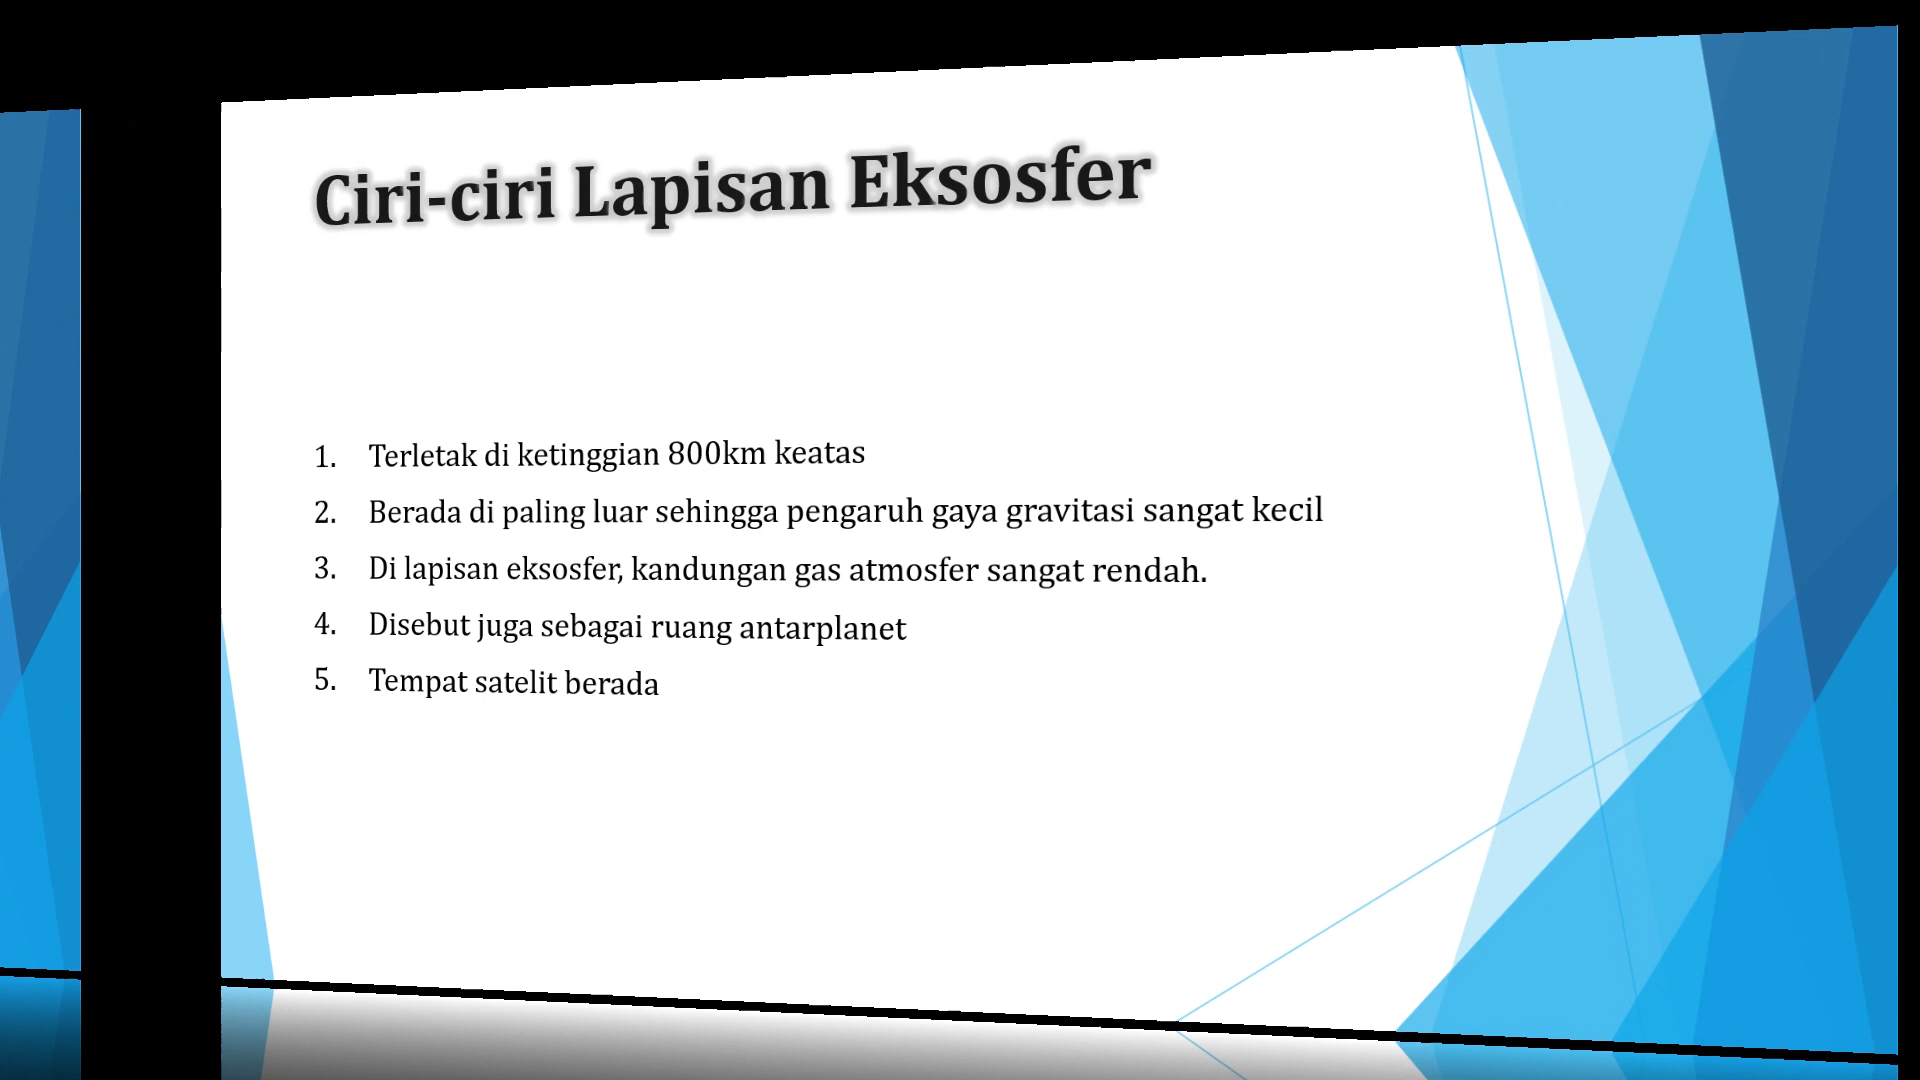 Ciri-ciri Lapisan Eksosfer
1. Terletak di ketinggian 800km keatas
2. Berada di paling luar sehingga pengaruh gaya gravitasi sangat kecil
3. Di lapisan eksosfer, kandungan gas atmosfer sangat rendah.
4. Disebut juga sebagai ruang antarplanet
5. Tempat satelit berada